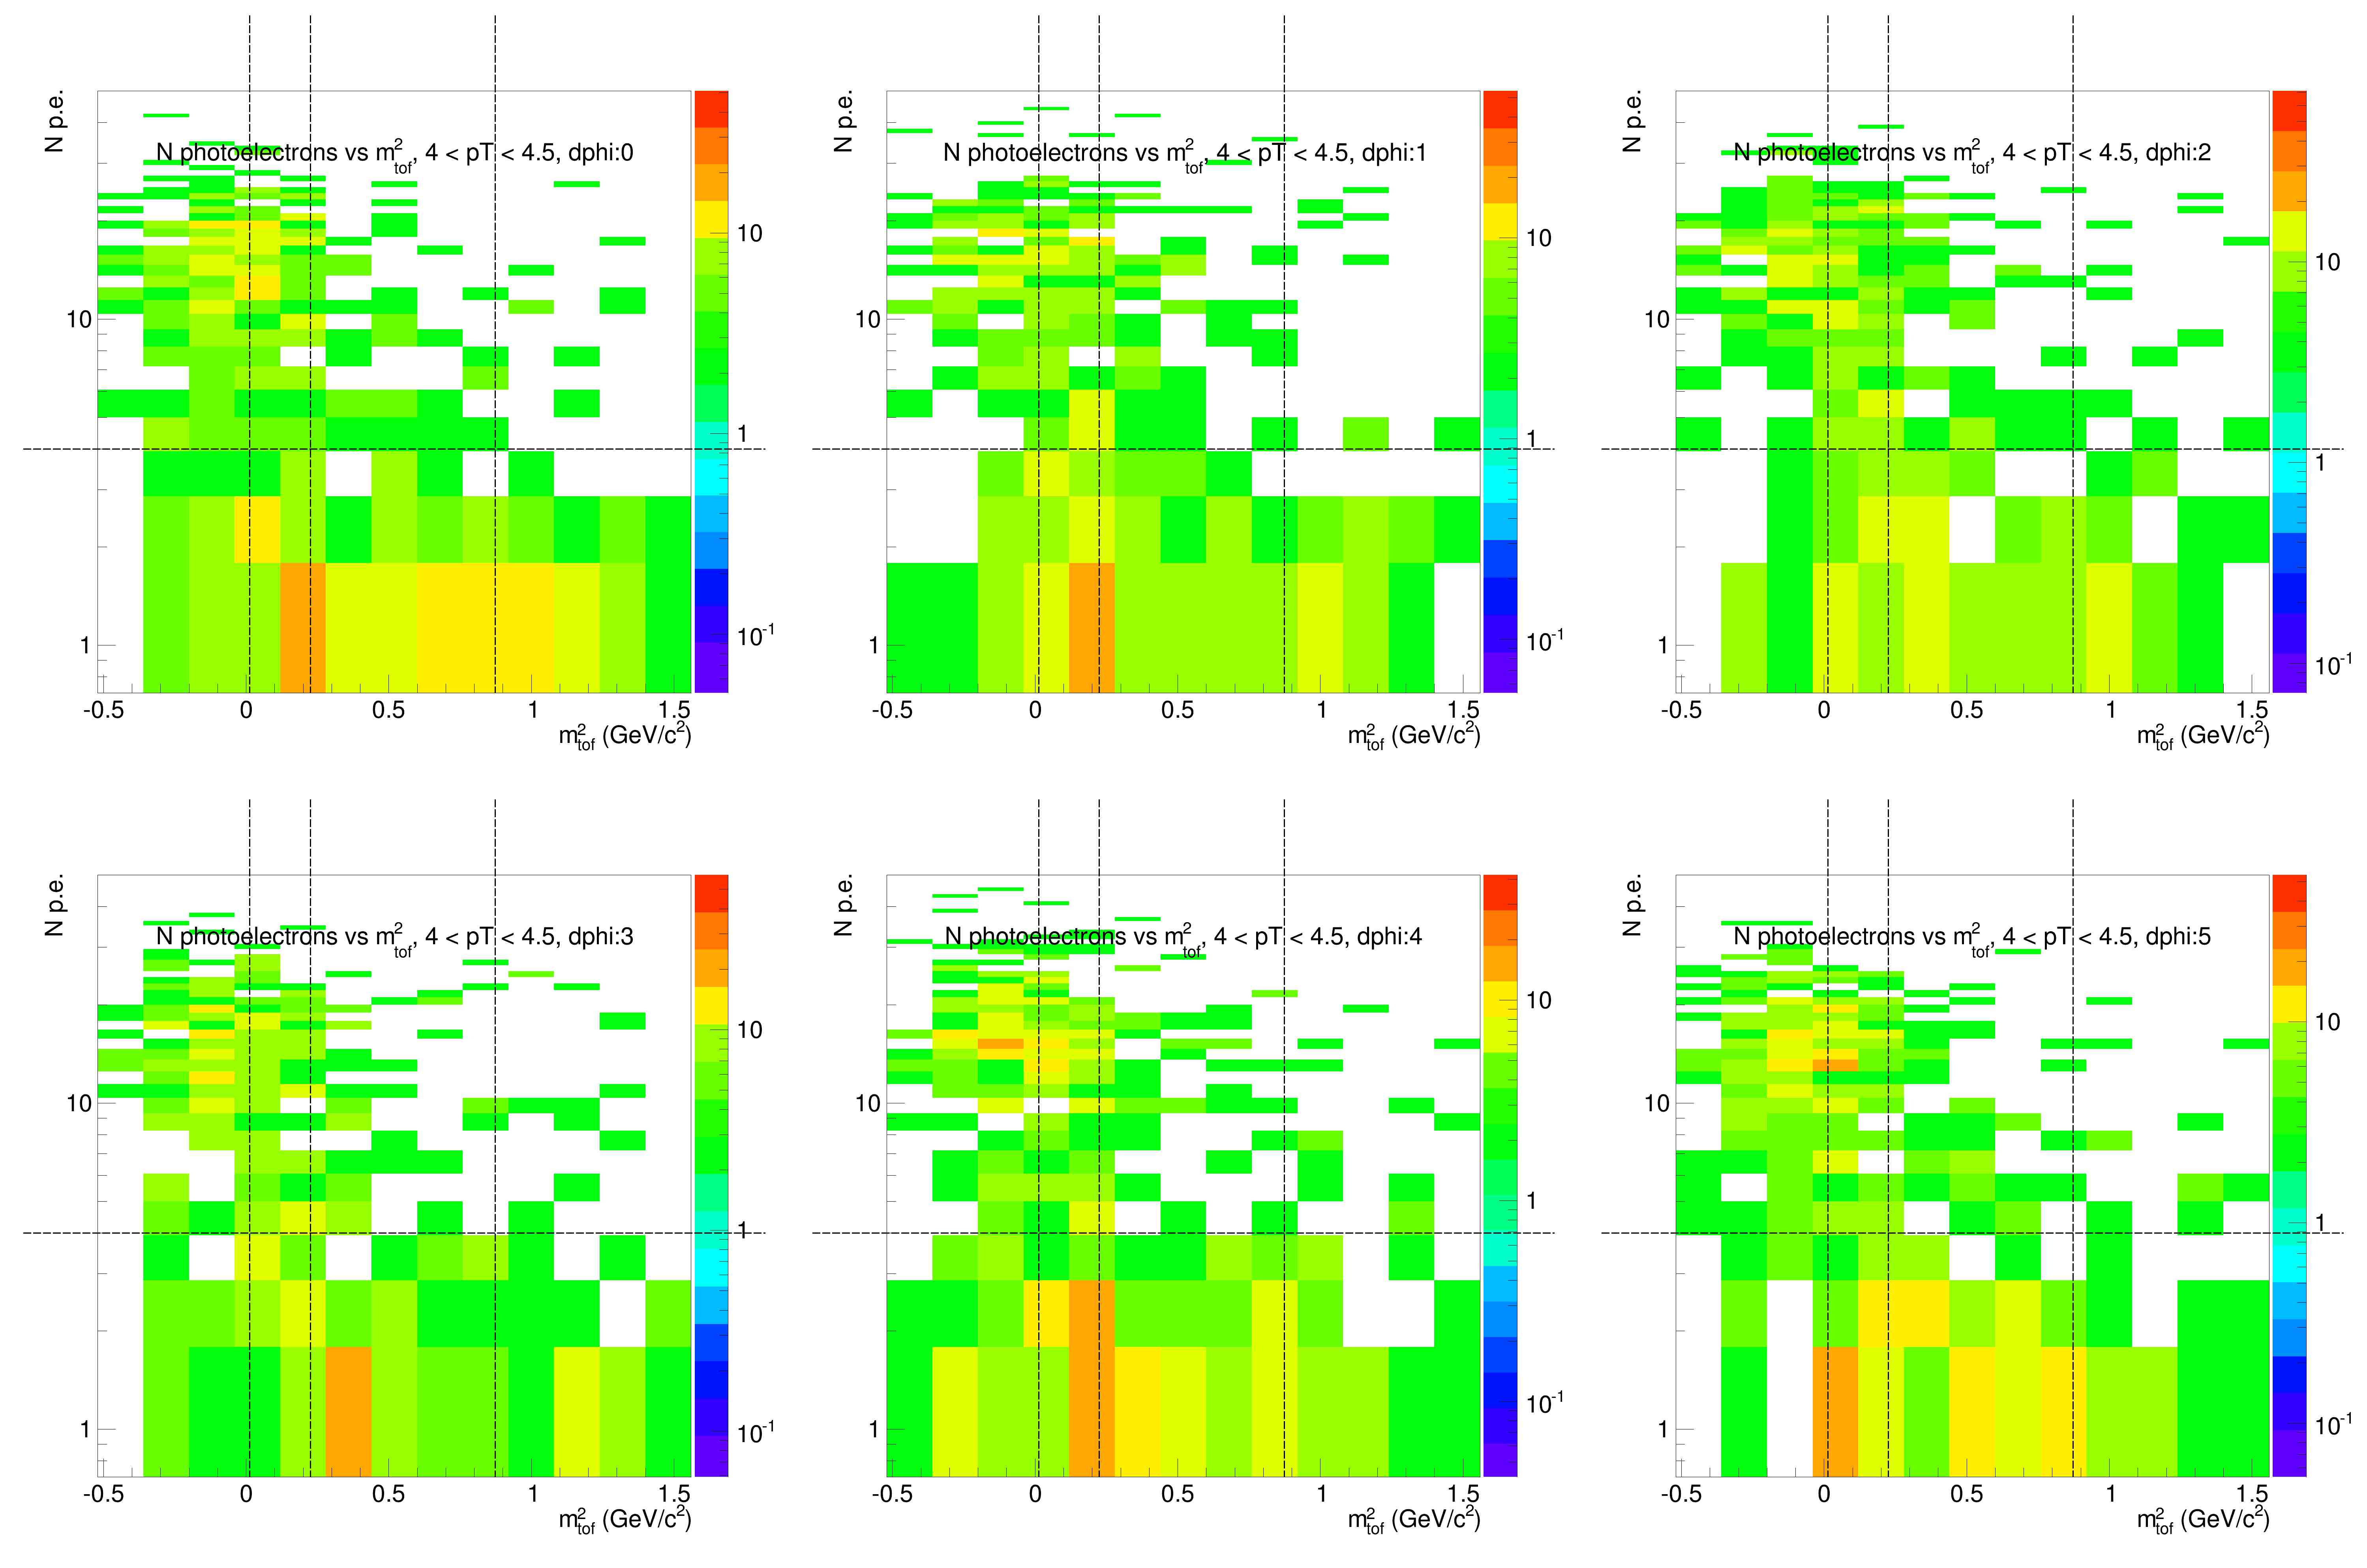 N p.e.
N photoelectrons vs m²tof, 4 < pT < 4.5, dphi:0
10
1
-0.5 0 0.5 1 1.5
m²tof (GeV/c²)
10
1
10⁻¹
N p.e.
N photoelectrons vs m²tof, 4 < pT < 4.5, dphi:1
10
1
-0.5 0 0.5 1 1.5
m²tof (GeV/c²)
10
1
10⁻¹
N p.e.
N photoelectrons vs m²tof, 4 < pT < 4.5, dphi:2
10
1
-0.5 0 0.5 1 1.5
m²tof (GeV/c²)
10
1
10⁻¹
N p.e.
N photoelectrons vs m²tof, 4 < pT < 4.5, dphi:3
10
1
-0.5 0 0.5 1 1.5
m²tof (GeV/c²)
10
1
10⁻¹
N p.e.
N photoelectrons vs m²tof, 4 < pT < 4.5, dphi:4
10
1
-0.5 0 0.5 1 1.5
m²tof (GeV/c²)
10
1
10⁻¹
N p.e.
N photoelectrons vs m²tof, 4 < pT < 4.5, dphi:5
10
1
-0.5 0 0.5 1 1.5
m²tof (GeV/c²)
10
1
10⁻¹